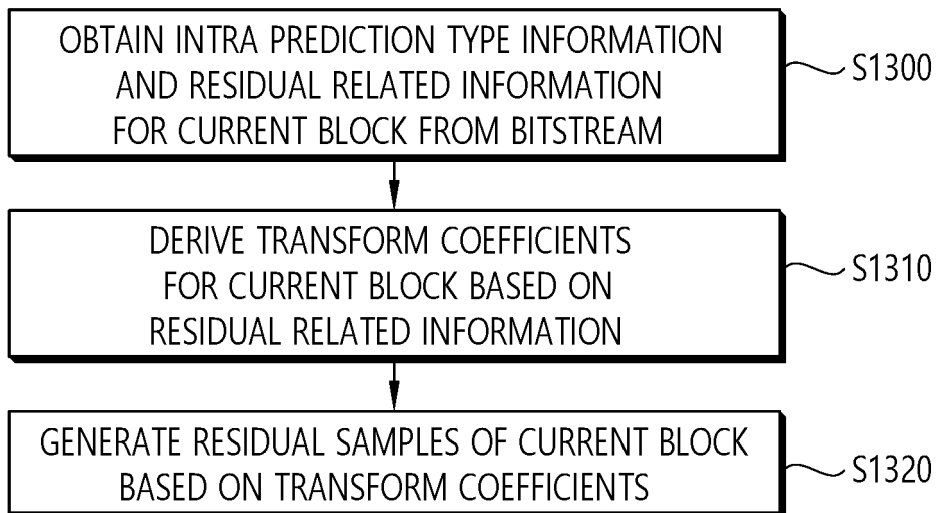 OBTAIN INTRA PREDICTION TYPE INFORMATION
AND RESIDUAL RELATED INFORMATION
FOR CURRENT BLOCK FROM BITSTREAM
S1300
DERIVE TRANSFORM COEFFICIENTS
FOR CURRENT BLOCK BASED ON
RESIDUAL RELATED INFORMATION
S1310
GENERATE RESIDUAL SAMPLES OF CURRENT BLOCK
BASED ON TRANSFORM COEFFICIENTS
S1320